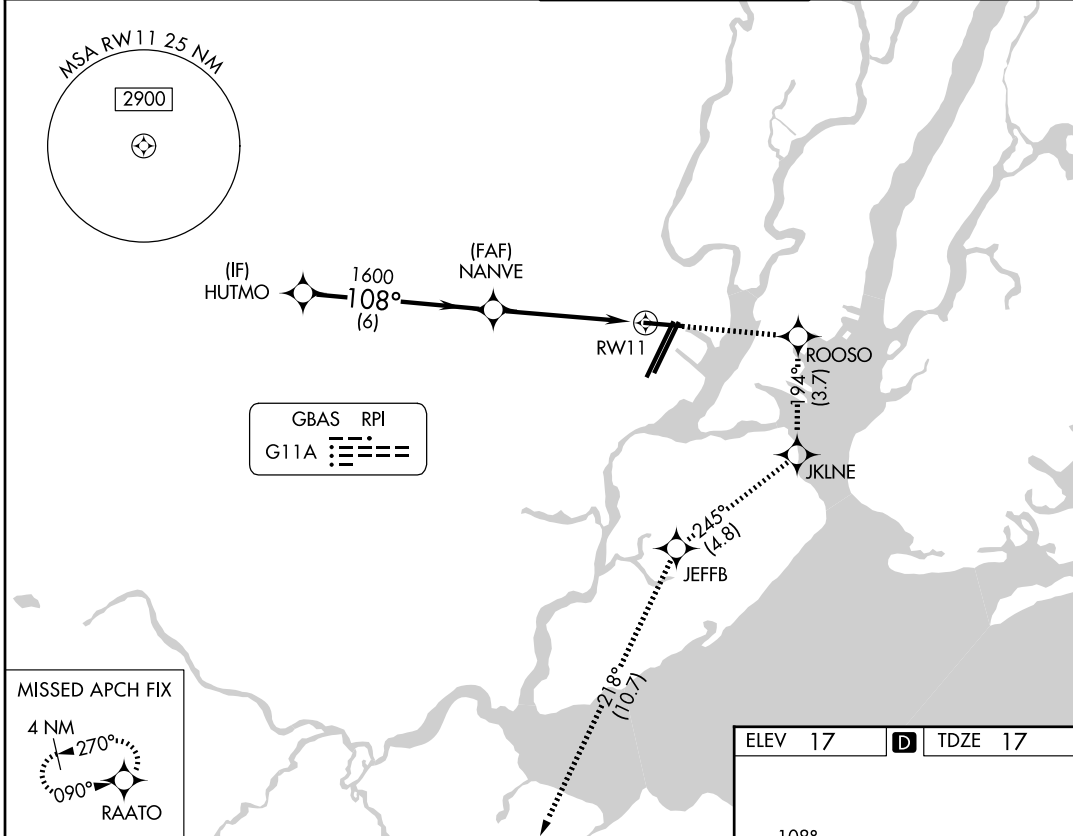 MSA RW11 25 NM
2900
(IF)
HUTMO
1600
108°
(6)
(FAF)
NANVE
RW11
ROOSO
194°
(3.7)
JKLNE
GBAS RPI
G11A
245°
(4.8)
JEFFB
218°
(10.7)
MISSED APCH FIX
4 NM
270°
090°
RAATO
ELEV 17
D
TDZE 17